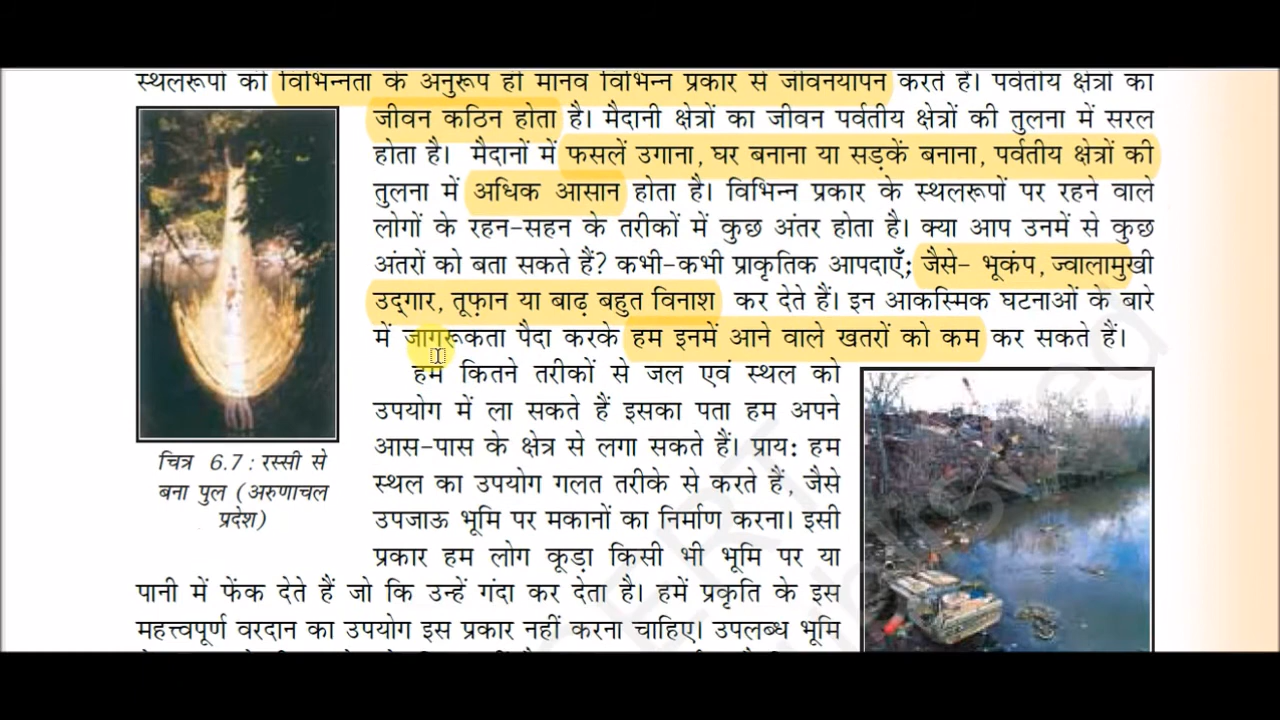 स्थलरूपों की विभिन्नता के अनुरूप ही मानव विभिन्न प्रकार से जीवनयापन करते हैं। पर्वतीय क्षेत्रों का
जीवन कठिन होता है। मैदानी क्षेत्रों का जीवन पर्वतीय क्षेत्रों की तुलना में सरल
होता है। मैदानों में फसलें उगाना, घर बनाना या सड़कें बनाना, पर्वतीय क्षेत्रों की
तुलना में अधिक आसान होता है। विभिन्न प्रकार के स्थलरूपों पर रहने वाले
लोगों के रहन-सहन के तरीकों में कुछ अंतर होता है। क्या आप उनमें से कुछ
अंतरों को बता सकते हैं? कभी-कभी प्राकृतिक आपदाएँ; जैसे- भूकंप, ज्वालामुखी
उद्गार, तूफ़ान या बाढ़ बहुत विनाश कर देते हैं। इन आकस्मिक घटनाओं के बारे
में जागरूकता पैदा करके हम इनमें आने वाले खतरों को कम कर सकते हैं।
हम कितने तरीकों से जल एवं स्थल को
उपयोग में ला सकते हैं इसका पता हम अपने
आस-पास के क्षेत्र से लगा सकते हैं। प्राय: हम
स्थल का उपयोग गलत तरीके से करते हैं, जैसे
उपजाऊ भूमि पर मकानों का निर्माण करना। इसी
प्रकार हम लोग कूड़ा किसी भी भूमि पर या
पानी में फेंक देते हैं जो कि उन्हें गंदा कर देता है। हमें प्रकृति के इस
महत्त्वपूर्ण वरदान का उपयोग इस प्रकार नहीं करना चाहिए। उपलब्ध भूमि
चित्र 6.7 : रस्सी से
बना पुल (अरुणाचल
प्रदेश)